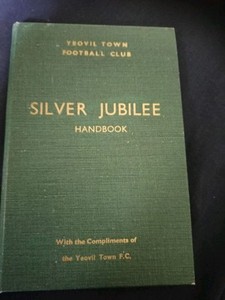 YEOVIL TOWN
FOOTBALL CLUB
SILVER JUBILEE
HANDBOOK
With the Compliments of
the Yeovil Town F.C.